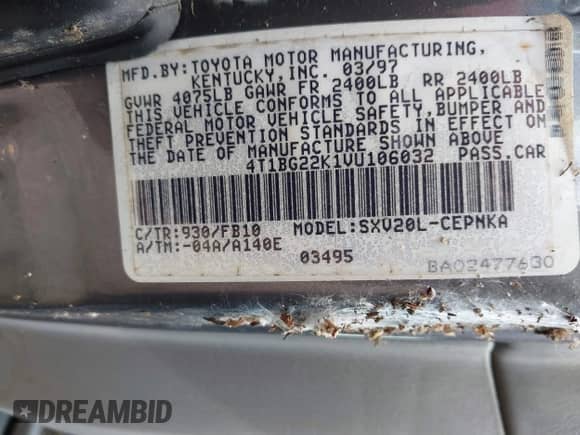 MFD.BY:TOYOTA MOTOR MANUFACTURING,
KENTUCKY,INC. 03/97
GVWR 4075LB GAWR FR 2400LB RR 2400LB
THIS VEHICLE CONFORMS TO ALL APPLICABLE
FEDERAL MOTOR VEHICLE SAFETY,BUMPER AND
THEFT PREVENTION STANDARDS IN EFFECT ON
THE DATE OF MANUFACTURE SHOWN ABOVE
4T1BG22K1VU106032 PASS.CAR
C/TR:930/FB10 MODEL:SXV20L-CEPNKA
A/TM:-04A/A140E
03495
BA02477630
DREAMBID